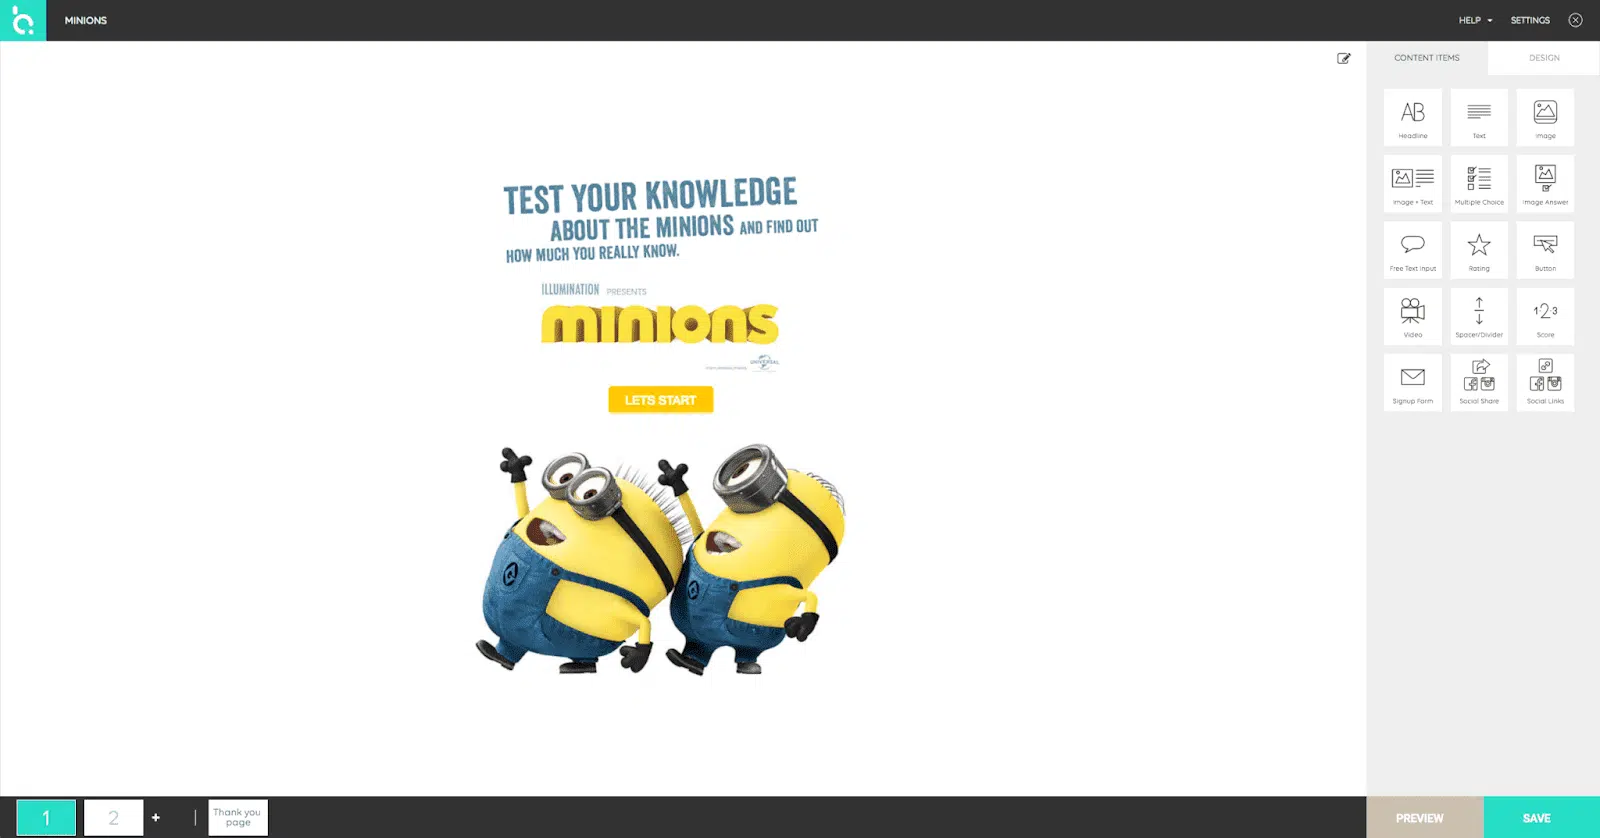 MINIONS
HELP
SETTINGS
CONTENT ITEMS
DESIGN
TEST YOUR KNOWLEDGE
ABOUT THE MINIONS AND FIND OUT
HOW MUCH YOU REALLY KNOW.
ILLUMINATION PRESENTS
minions
UNIVERSAL
LETS START
AB
Headline
Text
Image
Image + Text
Multiple Choice
Image Answer
Free Text Input
Rating
Button
Video
Spacer/Divider
1·2·3
Score
Signup Form
Social Share
Social Links
1
2
+
Thank you
page
PREVIEW
SAVE